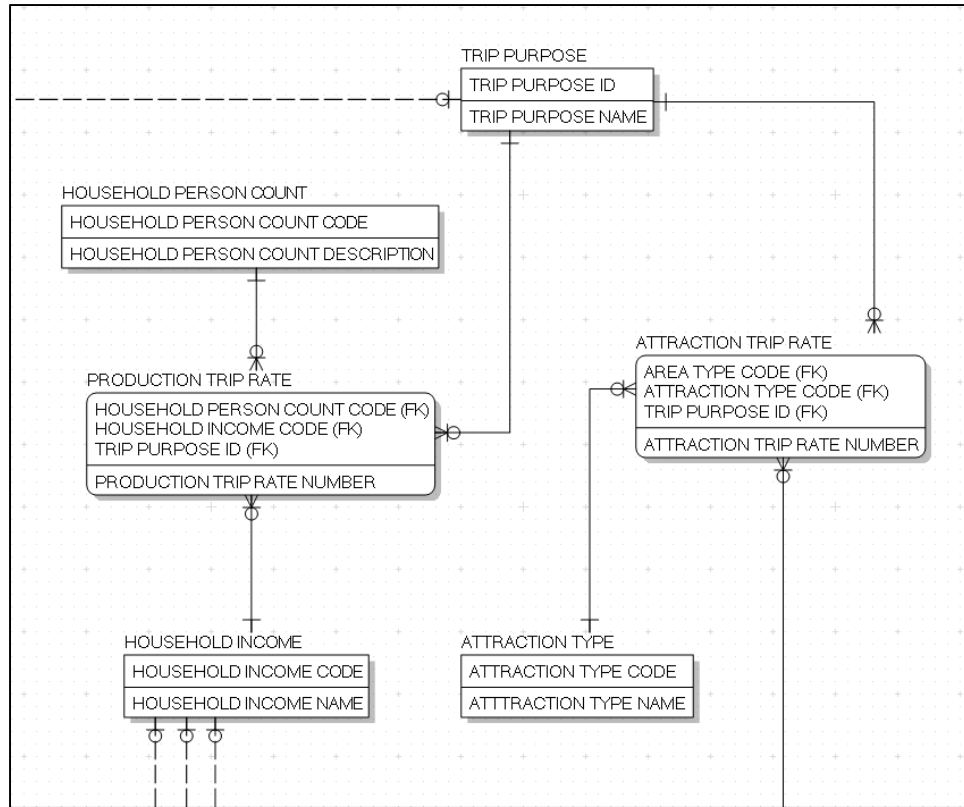 TRIP PURPOSE
TRIP PURPOSE ID
TRIP PURPOSE NAME
HOUSEHOLD PERSON COUNT
HOUSEHOLD PERSON COUNT CODE
HOUSEHOLD PERSON COUNT DESCRIPTION
PRODUCTION TRIP RATE
HOUSEHOLD PERSON COUNT CODE (FK)
HOUSEHOLD INCOME CODE (FK)
TRIP PURPOSE ID (FK)
PRODUCTION TRIP RATE NUMBER
ATTRACTION TRIP RATE
AREA TYPE CODE (FK)
ATTRACTION TYPE CODE (FK)
TRIP PURPOSE ID (FK)
ATTRACTION TRIP RATE NUMBER
HOUSEHOLD INCOME
HOUSEHOLD INCOME CODE
HOUSEHOLD INCOME NAME
ATTRACTION TYPE
ATTRACTION TYPE CODE
ATTTRACTION TYPE NAME